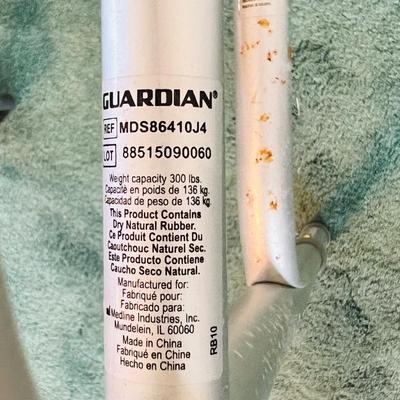 GUARDIAN®
REF MDS86410J4
LOT 88515090060
Weight capacity 300 lbs.
Capacité en poids de 136 kg.
Capacidad de peso de 136 kg.
This Product Contains
Dry Natural Rubber.
Ce Produit Contient Du
Caoutchouc Naturel Sec.
Este Producto Contiene
Caucho Seco Natural.
Manufactured for:
Fabriqué pour:
Fabricado para:
Medline Industries, Inc.
Mundelein, IL 60060
Made in China
Fabriqué en Chine
Hecho en China
RB10